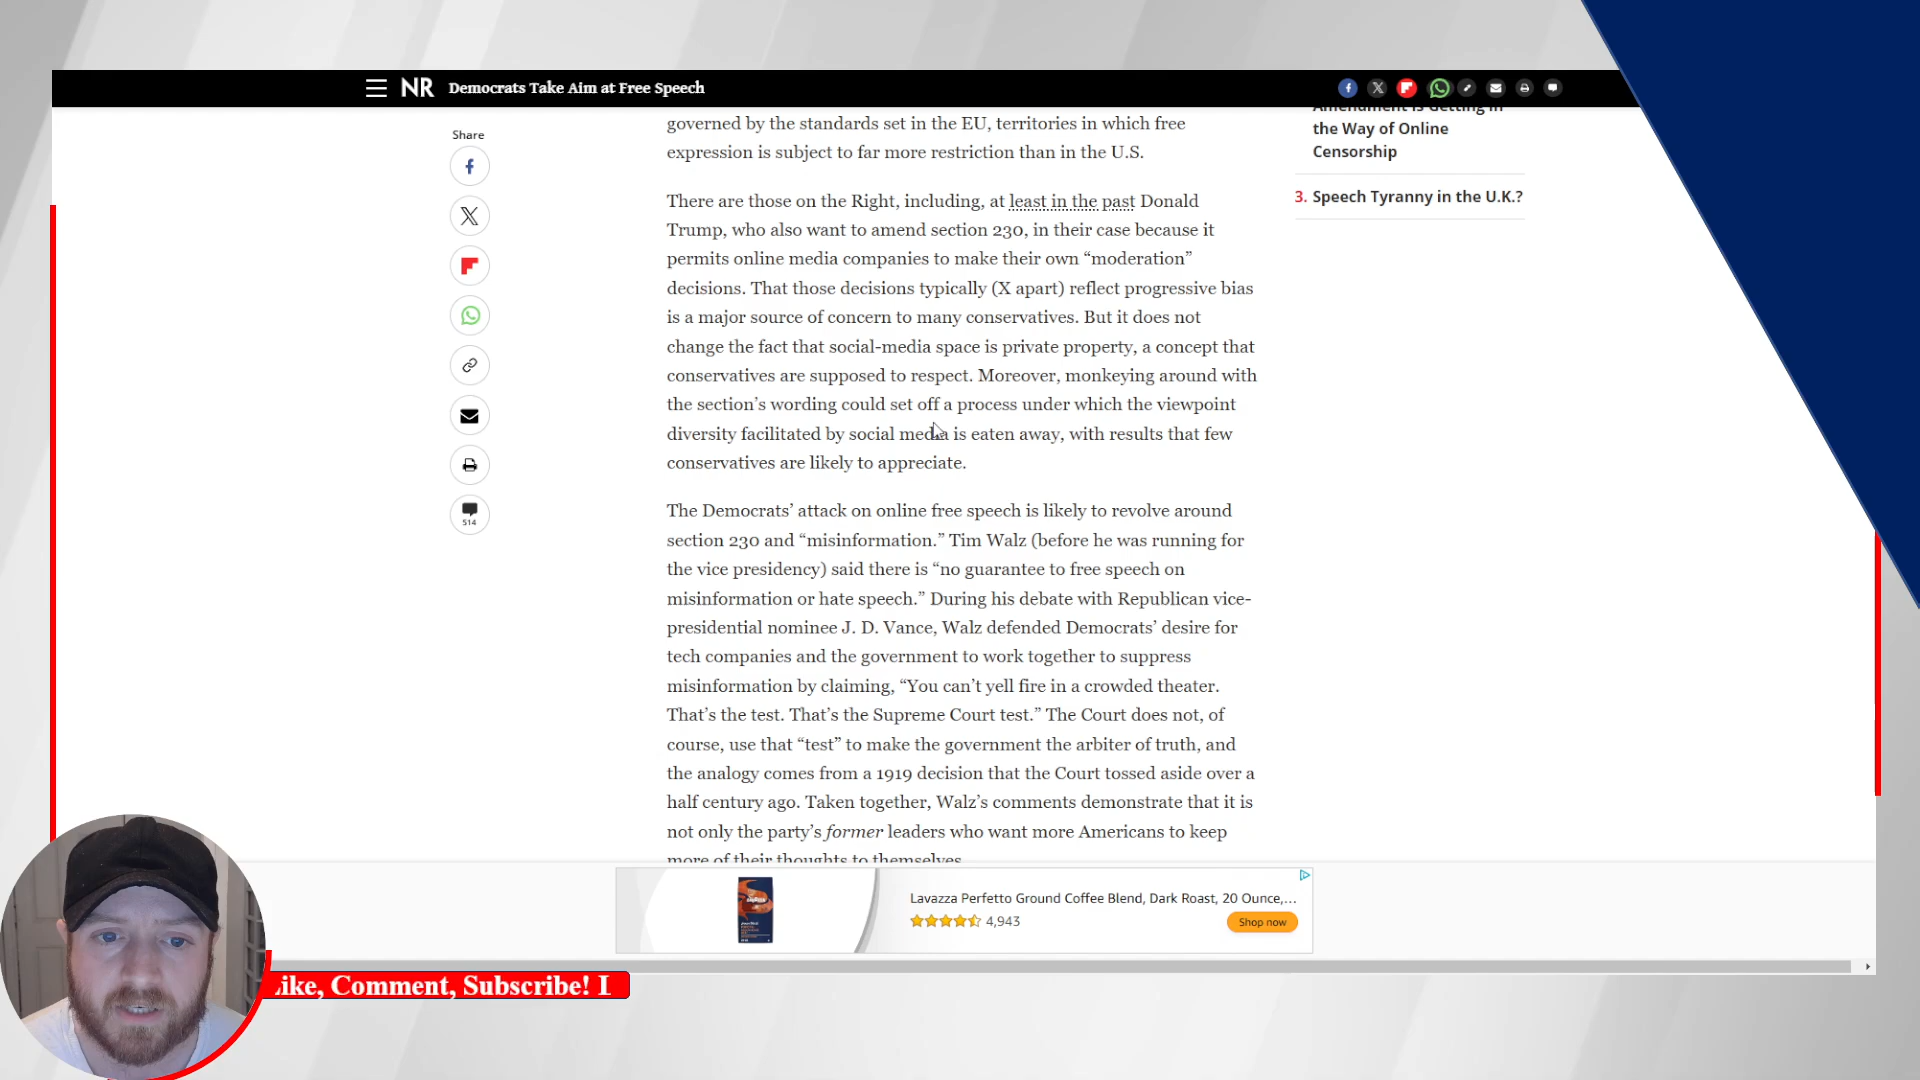 NR Democrats Take Aim at Free Speech
Share
514
governed by the standards set in the EU, territories in which free
expression is subject to far more restriction than in the U.S.
There are those on the Right, including, at least in the past Donald
Trump, who also want to amend section 230, in their case because it
permits online media companies to make their own “moderation”
decisions. That those decisions typically (X apart) reflect progressive bias
is a major source of concern to many conservatives. But it does not
change the fact that social-media space is private property, a concept that
conservatives are supposed to respect. Moreover, monkeying around with
the section’s wording could set off a process under which the viewpoint
diversity facilitated by social media is eaten away, with results that few
conservatives are likely to appreciate.
The Democrats’ attack on online free speech is likely to revolve around
section 230 and “misinformation.” Tim Walz (before he was running for
the vice presidency) said there is “no guarantee to free speech on
misinformation or hate speech.” During his debate with Republican vice-
presidential nominee J. D. Vance, Walz defended Democrats’ desire for
tech companies and the government to work together to suppress
misinformation by claiming, “You can’t yell fire in a crowded theater.
That’s the test. That’s the Supreme Court test.” The Court does not, of
course, use that “test” to make the government the arbiter of truth, and
the analogy comes from a 1919 decision that the Court tossed aside over a
half century ago. Taken together, Walz’s comments demonstrate that it is
not only the party’s former leaders who want more Americans to keep
more of their thoughts to themselves.
Amendment Is Getting in
the Way of Online
Censorship
3. Speech Tyranny in the U.K.?
Lavazza Perfetto Ground Coffee Blend, Dark Roast, 20 Ounce,...
4,943
Shop now
ike, Comment, Subscribe! I